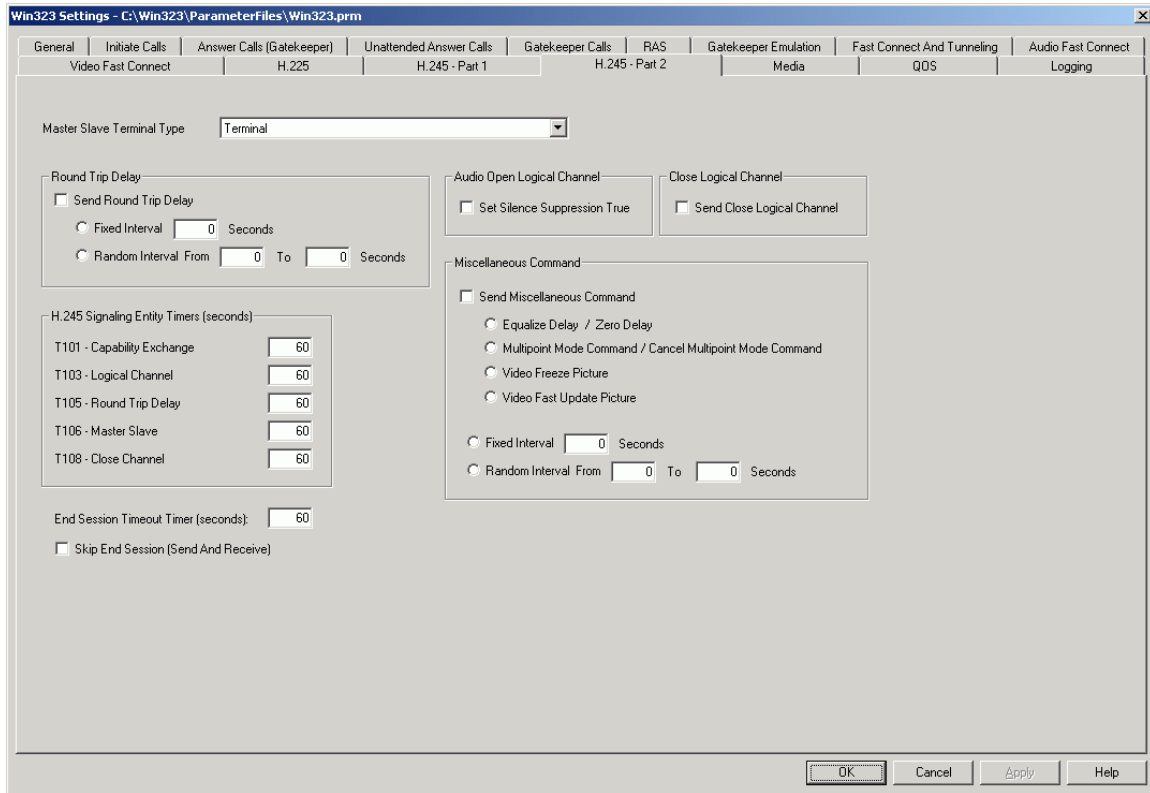 Win323 Settings - C:\Win323\ParameterFiles\Win323.prm
General
Initiate Calls
Answer Calls (Gatekeeper)
Unattended Answer Calls
Gatekeeper Calls
RAS
Gatekeeper Emulation
Fast Connect And Tunneling
Audio Fast Connect
Video Fast Connect
H.225
H.245 - Part 1
H.245 - Part 2
Media
QOS
Logging
Master Slave Terminal Type Terminal
Round Trip Delay
Send Round Trip Delay
Fixed Interval 0 Seconds
Random Interval From 0 To 0 Seconds
H.245 Signaling Entity Timers (seconds)
T101 - Capability Exchange 60
T103 - Logical Channel 60
T105 - Round Trip Delay 60
T106 - Master Slave 60
T108 - Close Channel 60
End Session Timeout Timer (seconds): 60
Skip End Session (Send And Receive)
Audio Open Logical Channel
Set Silence Suppression True
Close Logical Channel
Send Close Logical Channel
Miscellaneous Command
Send Miscellaneous Command
Equalize Delay / Zero Delay
Multipoint Mode Command / Cancel Multipoint Mode Command
Video Freeze Picture
Video Fast Update Picture
Fixed Interval 0 Seconds
Random Interval From 0 To 0 Seconds
OK
Cancel
Apply
Help